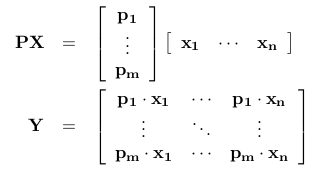 PX = [ p₁ ⋮ pₘ ] [ x₁ ⋯ xₙ ]
Y = [ p₁ · x₁ ⋯ p₁ · xₙ
⋮ ⋱ ⋮
pₘ · x₁ ⋯ pₘ · xₙ ]